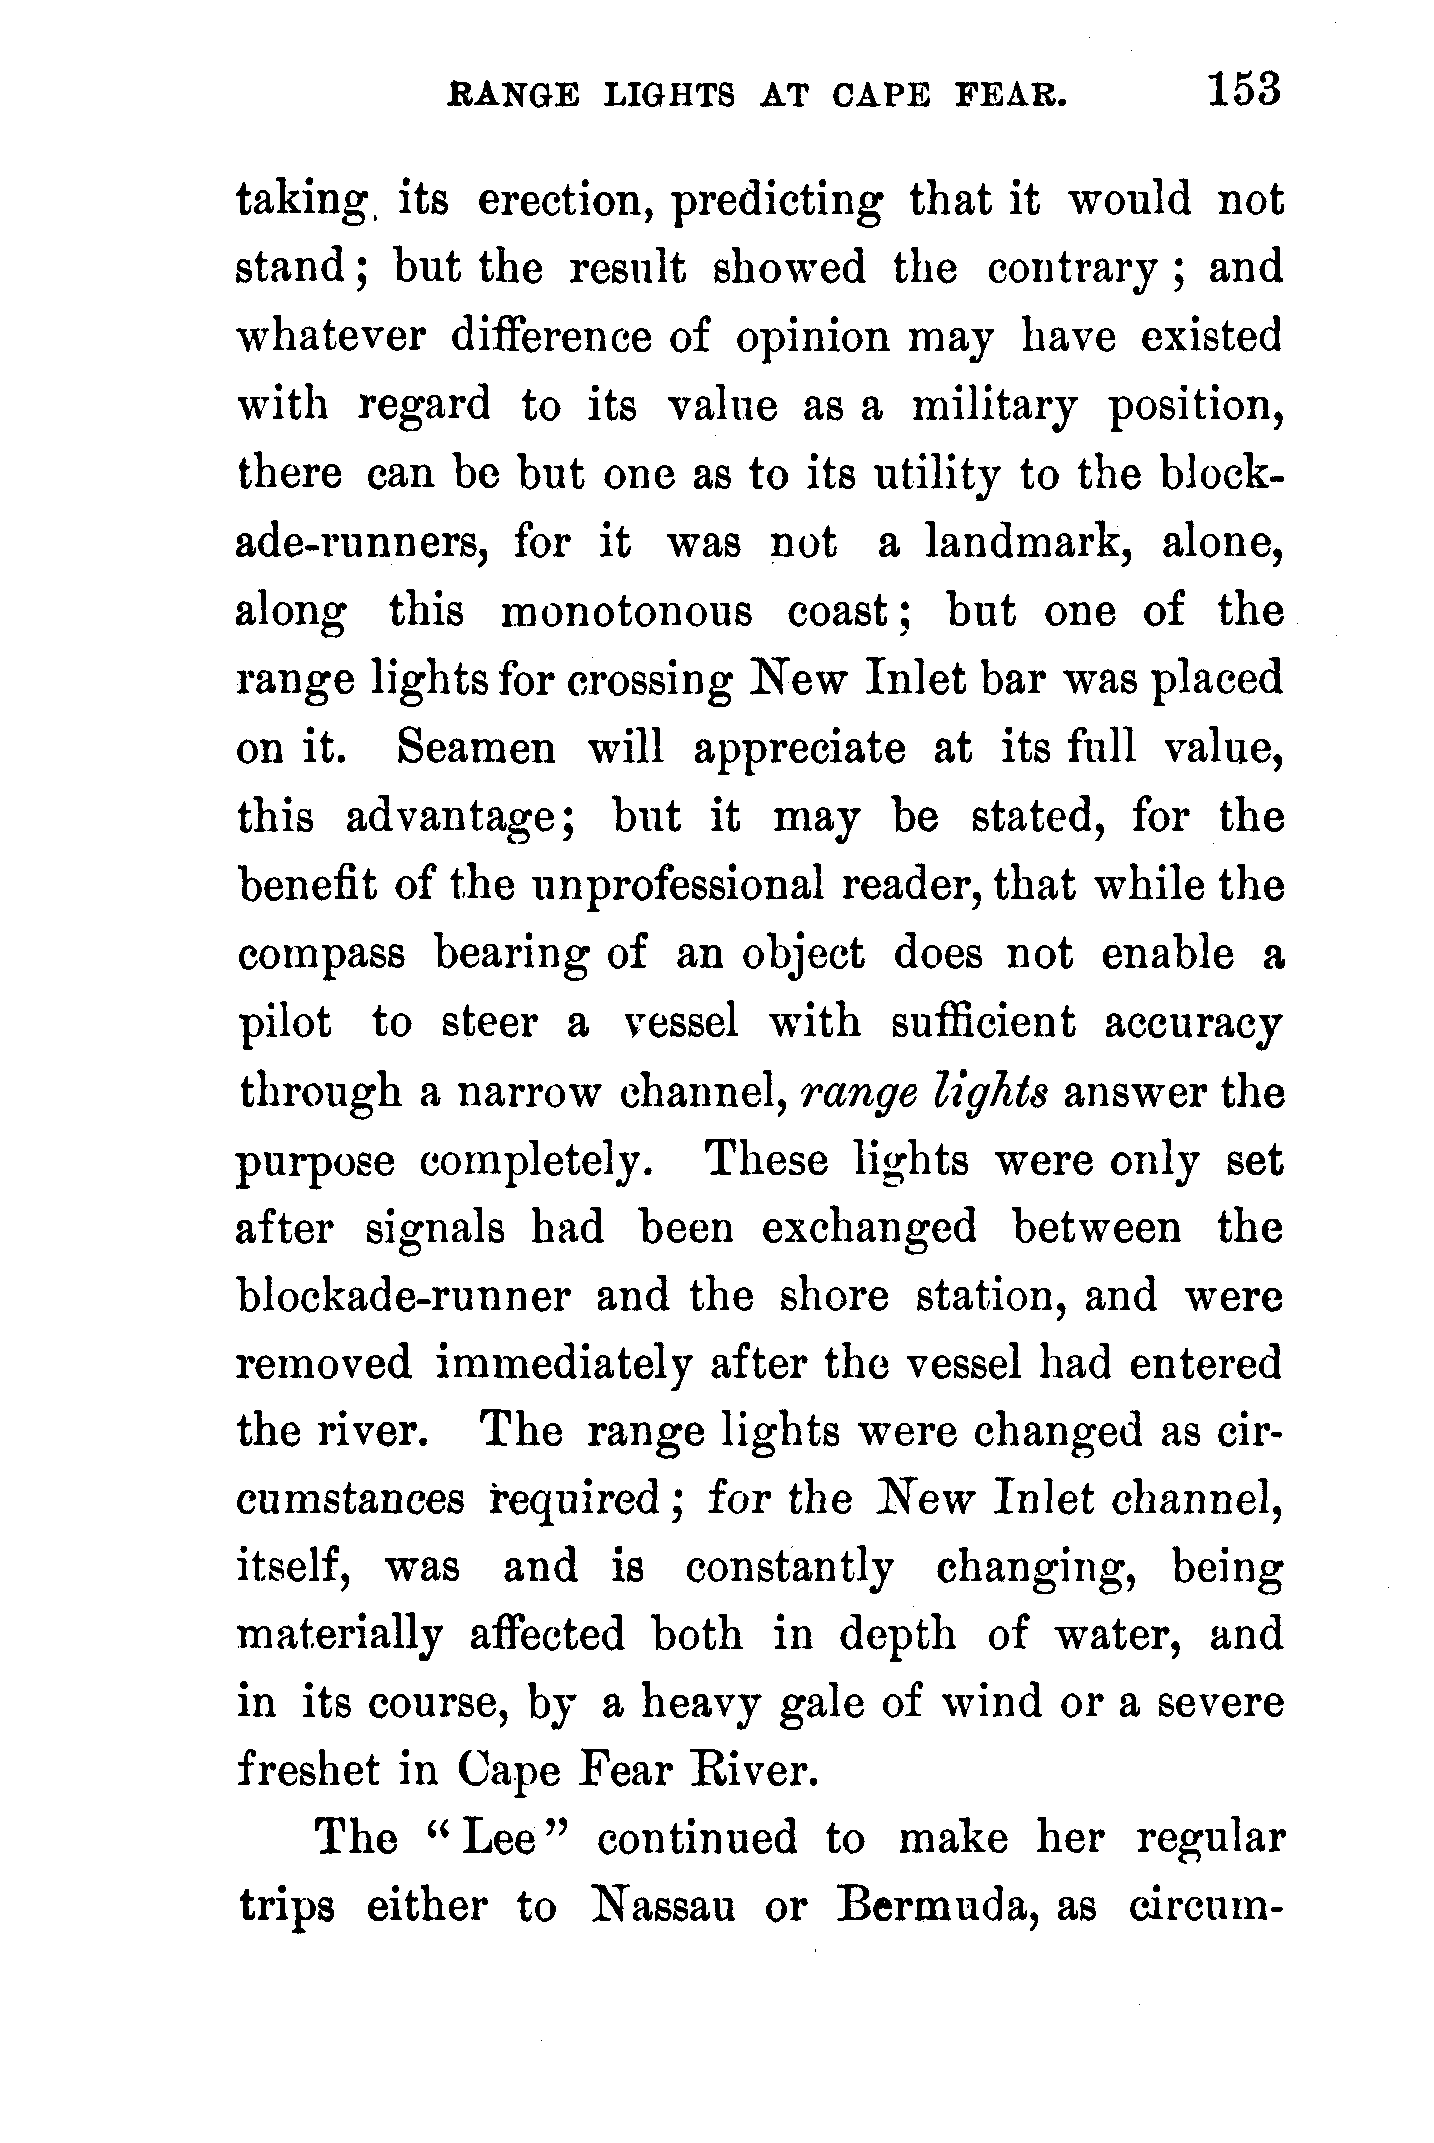 RANGE LIGHTS AT CAPE FEAR. 153
taking, its erection, predicting that it would not
stand; but the result showed the contrary; and
whatever difference of opinion may have existed
with regard to its value as a military position,
there can be but one as to its utility to the block-
ade-runners, for it was not a landmark, alone,
along this monotonous coast; but one of the
range lights for crossing New Inlet bar was placed
on it. Seamen will appreciate at its full value,
this advantage; but it may be stated, for the
benefit of the unprofessional reader, that while the
compass bearing of an object does not enable a
pilot to steer a vessel with sufficient accuracy
through a narrow channel, range lights answer the
purpose completely. These lights were only set
after signals had been exchanged between the
blockade-runner and the shore station, and were
removed immediately after the vessel had entered
the river. The range lights were changed as cir-
cumstances required; for the New Inlet channel,
itself, was and is constantly changing, being
materially affected both in depth of water, and
in its course, by a heavy gale of wind or a severe
freshet in Cape Fear River.
The “Lee” continued to make her regular
trips either to Nassau or Bermuda, as circum-